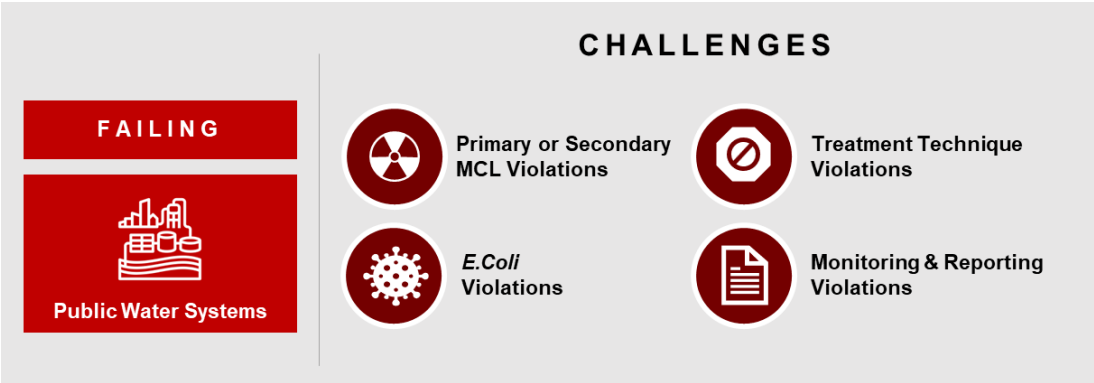 CHALLENGES
FAILING
Public Water Systems
Primary or Secondary
MCL Violations
Treatment Technique
Violations
E.Coli
Violations
Monitoring & Reporting
Violations